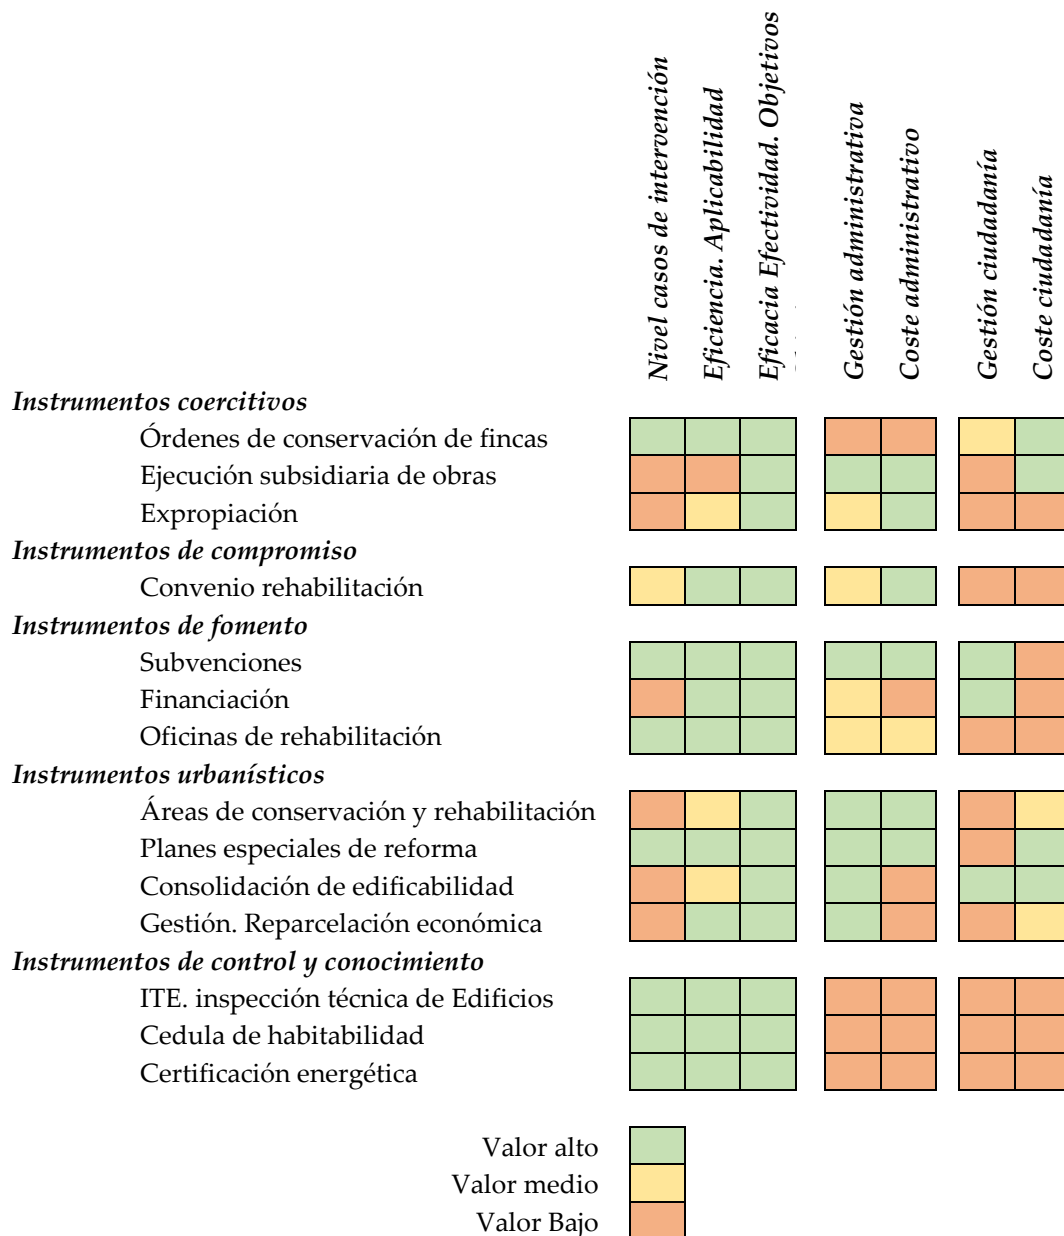 Nivel casos de intervención
Eficiencia. Aplicabilidad
Eficacia Efectividad. Objetivos
Gestión administrativa
Coste administrativo
Gestión ciudadanía
Coste ciudadanía
Instrumentos coercitivos
Órdenes de conservación de fincas
Ejecución subsidiaria de obras
Expropiación
Instrumentos de compromiso
Convenio rehabilitación
Instrumentos de fomento
Subvenciones
Financiación
Oficinas de rehabilitación
Instrumentos urbanísticos
Áreas de conservación y rehabilitación
Planes especiales de reforma
Consolidación de edificabilidad
Gestión. Reparcelación económica
Instrumentos de control y conocimiento
ITE. inspección técnica de Edificios
Cedula de habitabilidad
Certificación energética
Valor alto
Valor medio
Valor Bajo